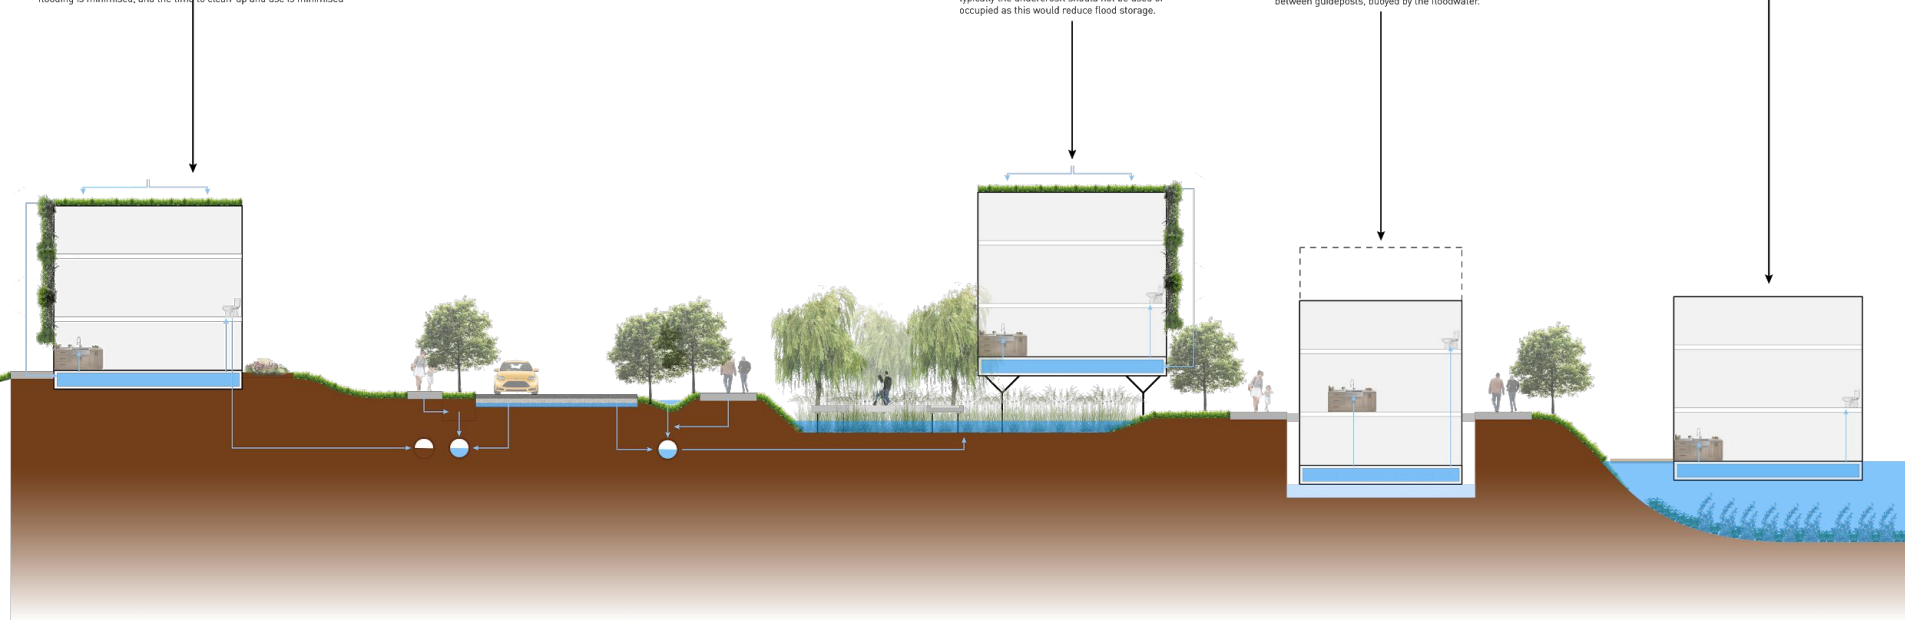 flooding is minimised, and the time to clean-up and use is minimised
typically the undercroft should not be used or
occupied as this would reduce flood storage.
between guideposts, buoyed by the floodwater.